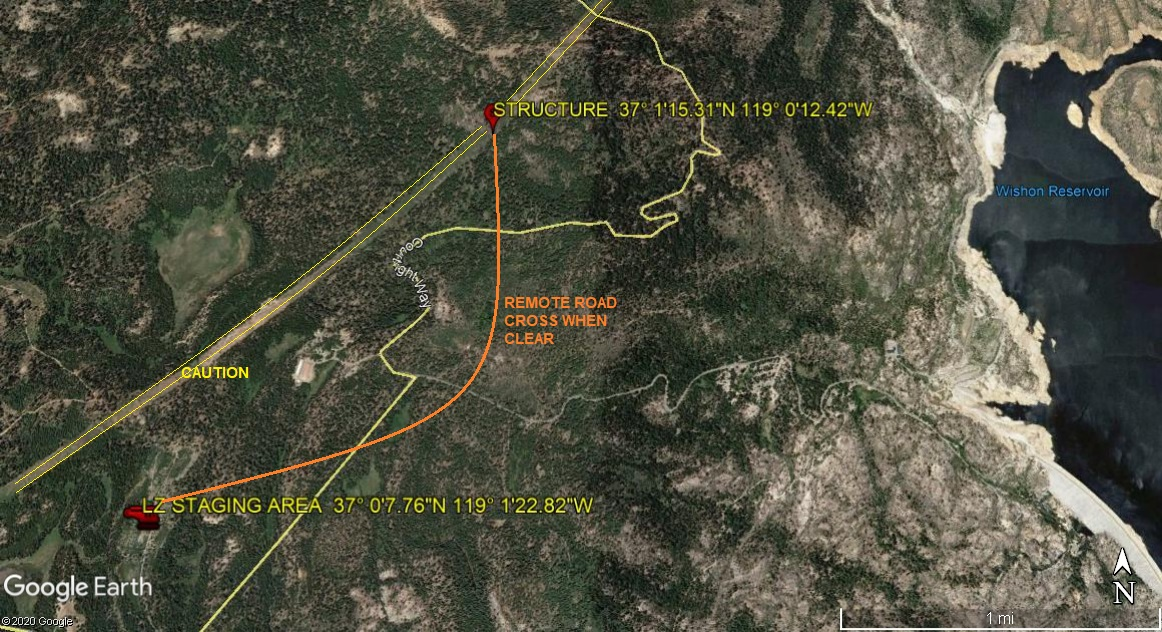 STRUCTURE 37° 1'15.31"N 119° 0'12.42"W
Wishon Reservoir
REMOTE ROAD
CROSS WHEN
CLEAR
CAUTION
LZ STAGING AREA 37° 0'7.76"N 119° 1'22.82"W
Google Earth
N
©2020 Google
1 mi